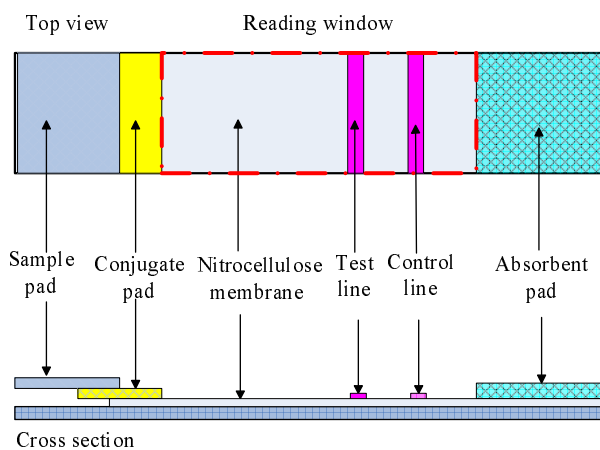 Top view
Reading window
Sample
pad
Conjugate
pad
Nitrocellulose
membrane
Test
line
Control
line
Absorbent
pad
Cross section